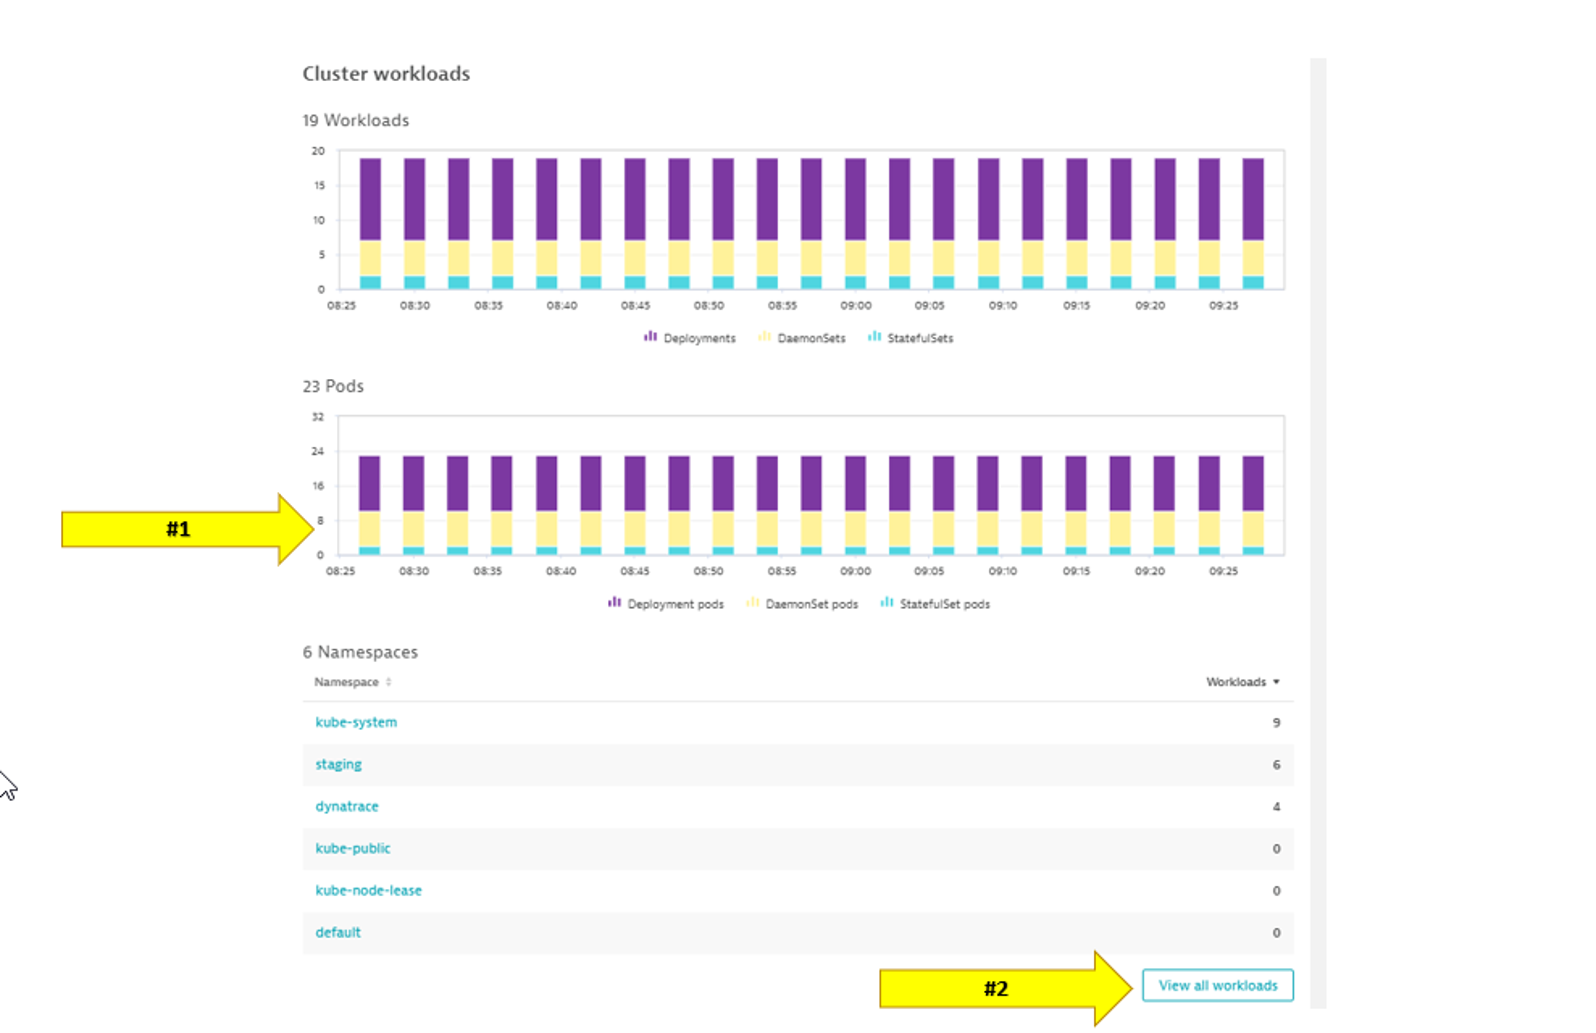 Cluster workloads
19 Workloads
20
15
10
5
0
08:25 08:30 08:35 08:40 08:45 08:50 08:55 09:00 09:05 09:10 09:15 09:20 09:25
Deployments DaemonSets StatefulSets
23 Pods
32
24
16
#1
8
0
08:25 08:30 08:35 08:40 08:45 08:50 08:55 09:00 09:05 09:10 09:15 09:20 09:25
Deployment pods DaemonSet pods StatefulSet pods
6 Namespaces
Namespace Workloads
kube-system 9
staging 6
dynatrace 4
kube-public 0
kube-node-lease 0
default 0
#2 View all workloads